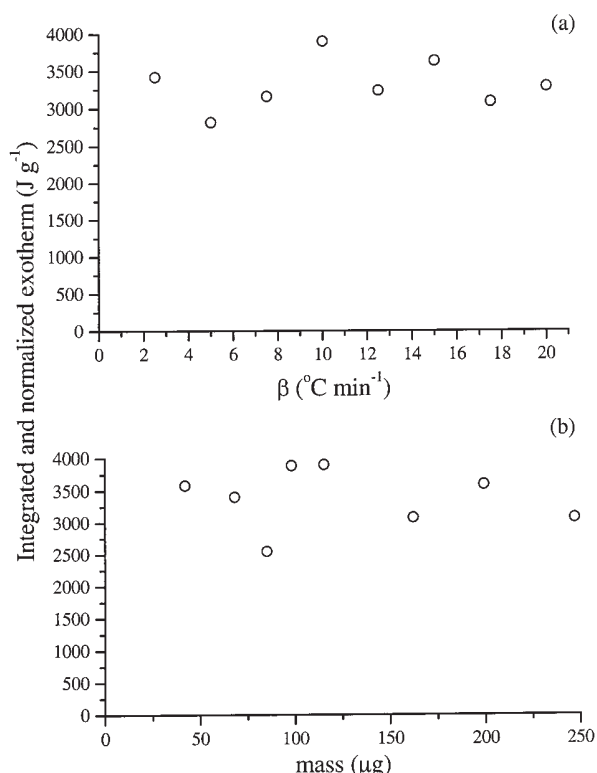 (a)
Integrated and normalized exotherm (J g⁻¹)
4000
3500
3000
2500
2000
1500
1000
500
0
0 2 4 6 8 10 12 14 16 18 20
β (°C min⁻¹)
(b)
4000
3500
3000
2500
2000
1500
1000
500
0
0 50 100 150 200 250
mass (μg)